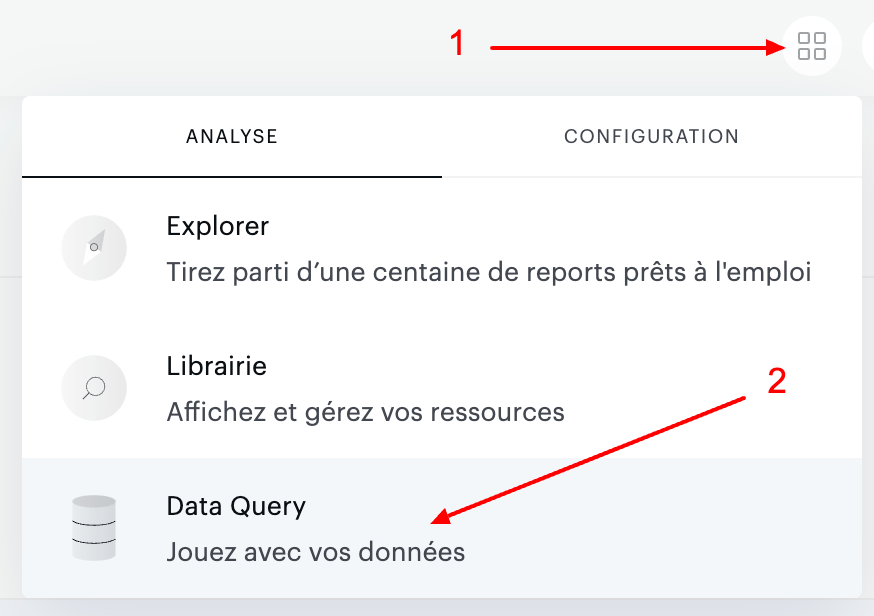 1
ANALYSE
CONFIGURATION
Explorer
Tirez parti d’une centaine de reports prêts à l'emploi
Librairie
2
Affichez et gérez vos ressources
Data Query
Jouez avec vos données